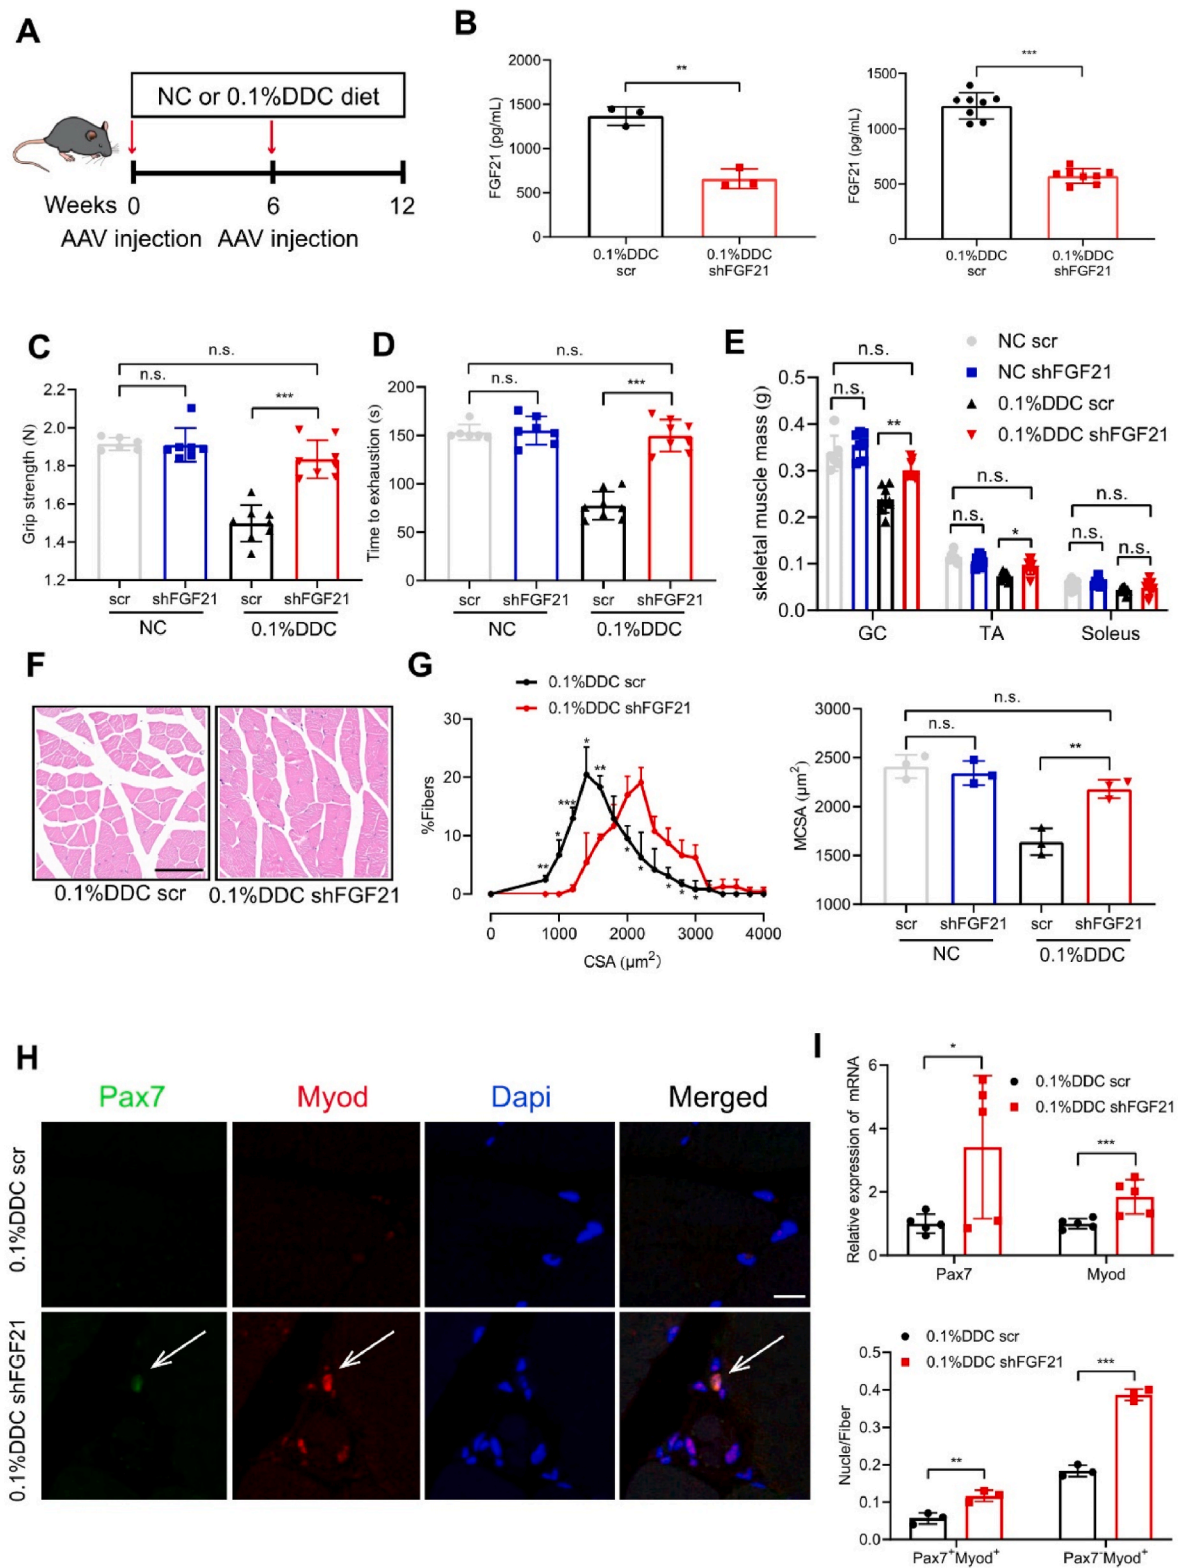 A
NC or 0.1%DDC diet
Weeks 0 6 12
AAV injection AAV injection
B
**
FGF21 (pg/mL)
2000
1500
1000
500
0
0.1%DDC scr
0.1%DDC shFGF21
***
FGF21 (pg/mL)
1500
1000
500
0
0.1%DDC scr
0.1%DDC shFGF21
C
n.s.
n.s.
***
Grip strength (N)
2.2
2.0
1.8
1.6
1.4
1.2
scr shFGF21 scr shFGF21
NC 0.1%DDC
D
n.s.
n.s.
***
Time to exhaustion (s)
200
150
100
50
0
scr shFGF21 scr shFGF21
NC 0.1%DDC
E
NC scr
NC shFGF21
0.1%DDC scr
0.1%DDC shFGF21
n.s.
n.s.
**
n.s.
n.s.
*
n.s.
n.s.
n.s.
skeletal muscle mass (g)
0.5
0.4
0.3
0.2
0.1
0.0
GC TA Soleus
F
0.1%DDC scr 0.1%DDC shFGF21
G
0.1%DDC scr
0.1%DDC shFGF21
%Fibers
30
20
10
0
** * *** * ** * * * * *
0 1000 2000 3000 4000
CSA (µm²)
n.s.
n.s.
**
MCSA (µm²)
3000
2500
2000
1500
1000
scr shFGF21 scr shFGF21
NC 0.1%DDC
H
Pax7 Myod Dapi Merged
0.1%DDC scr
0.1%DDC shFGF21
I
*
***
0.1%DDC scr
0.1%DDC shFGF21
Relative expression of mRNA
6
4
2
0
Pax7 Myod
0.1%DDC scr
0.1%DDC shFGF21
**
***
Nucle/Fiber
0.5
0.4
0.3
0.2
0.1
0.0
Pax7⁺Myod⁺ Pax7⁻Myod⁺